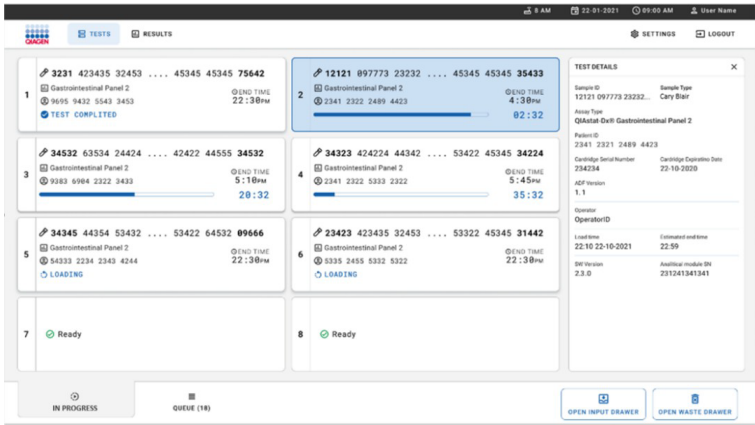 8 AM 22-01-2021 09:00 AM User Name
QIAGEN TESTS RESULTS SETTINGS LOGOUT
1
3231 423435 32453 .... 45345 45345 75642
Gastrointestinal Panel 2
9695 9432 5543 3453
END TIME
22:30PM
TEST COMPLITED
2
12121 097773 23232 .... 45345 45345 35433
Gastrointestinal Panel 2
2341 2322 2489 4423
END TIME
4:30PM
02:32
3
34532 63534 24424 .... 42422 44555 34532
Gastrointestinal Panel 2
9383 6904 2322 3433
END TIME
5:10PM
20:32
4
34323 424224 44342 .... 53422 45345 34224
Gastrointestinal Panel 2
2341 2322 5333 2322
END TIME
5:45PM
35:32
5
34345 44354 53432 .... 53422 64532 09666
Gastrointestinal Panel 2
54333 2234 2343 4244
END TIME
22:30PM
LOADING
6
23423 423435 32453 .... 53322 45345 31442
Gastrointestinal Panel 2
5335 2455 5322 5322
END TIME
22:30PM
LOADING
7 Ready
8 Ready
TEST DETAILS
Sample ID
12121 097773 23232...
Sample Type
Cary Blair
Assay Type
QIAstat-Dx® Gastrointestinal Panel 2
Patient ID
2341 2321 2489 4423
Cardridge Serial Number
234234
Cardridge Expiratino Date
22-10-2020
ADF Version
1.1
Operator
OperatorID
Load time
22:10 22-10-2021
Estimated end time
22:59
SW Version
2.3.0
Analitical module SN
231241341341
IN PROGRESS
QUEUE (18)
OPEN INPUT DRAWER
OPEN WASTE DRAWER